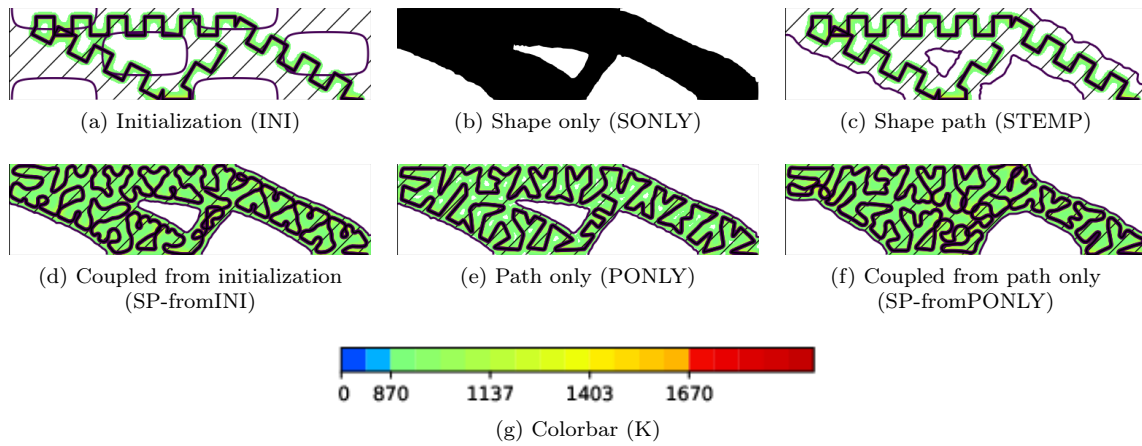 (a) Initialization (INI)
(b) Shape only (SONLY)
(c) Shape path (STEMP)
(d) Coupled from initialization
(SP-fromINI)
(e) Path only (PONLY)
(f) Coupled from path only
(SP-fromPONLY)
0 870 1137 1403 1670
(g) Colorbar (K)